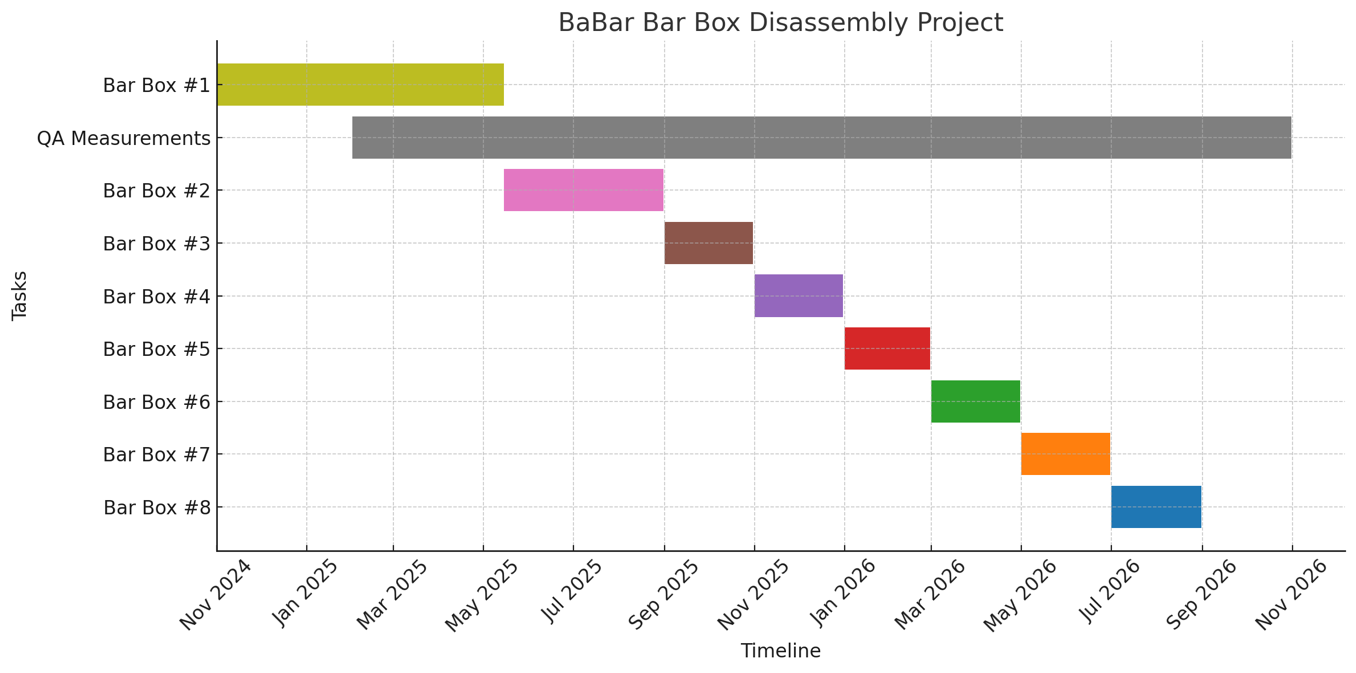 BaBar Bar Box Disassembly Project
Tasks
Bar Box #1
QA Measurements
Bar Box #2
Bar Box #3
Bar Box #4
Bar Box #5
Bar Box #6
Bar Box #7
Bar Box #8
Nov 2024
Jan 2025
Mar 2025
May 2025
Jul 2025
Sep 2025
Nov 2025
Jan 2026
Mar 2026
May 2026
Jul 2026
Sep 2026
Nov 2026
Timeline